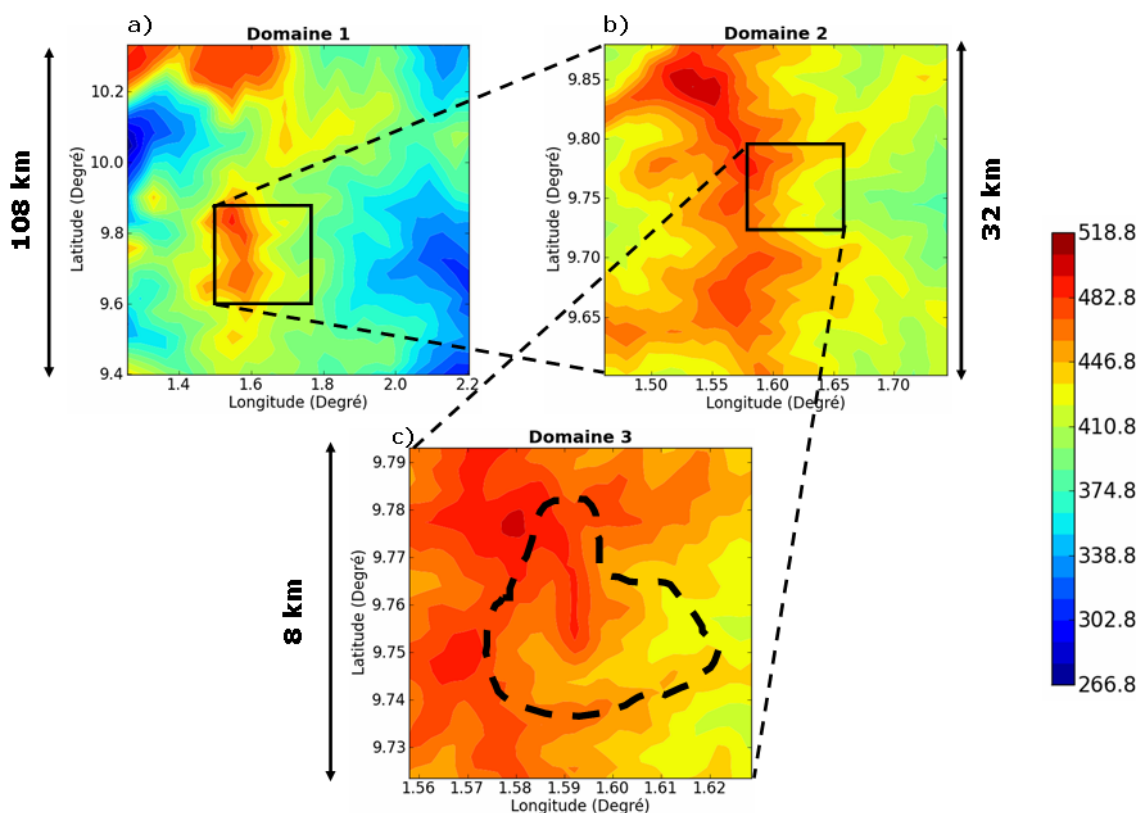 a)
Domaine 1
108 km
Latitude (Degré)
10.2
10.0
9.8
9.6
9.4
1.4 1.6 1.8 2.0 2.2
Longitude (Degré)
b)
Domaine 2
32 km
Latitude (Degré)
9.85
9.80
9.75
9.70
9.65
1.50 1.55 1.60 1.65 1.70
Longitude (Degré)
c)
Domaine 3
8 km
Latitude (Degré)
9.79
9.78
9.77
9.76
9.75
9.74
9.73
1.56 1.57 1.58 1.59 1.60 1.61 1.62
Longitude (Degré)
518.8
482.8
446.8
410.8
374.8
338.8
302.8
266.8